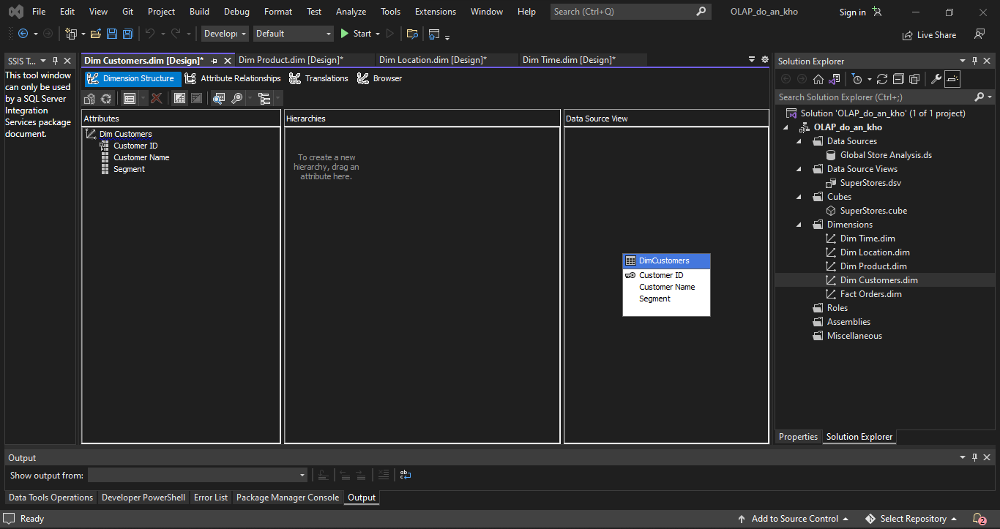 File Edit View Git Project Build Debug Format Test Analyze Tools Extensions Window Help Search (Ctrl+Q) OLAP_do_an_kho Sign in
Develop Default Start Live Share
SSIS T...
This tool window
can only be used
by a SQL Server
Integration
Services package
document.
Dim Customers.dim [Design]* Dim Product.dim [Design]* Dim Location.dim [Design]* Dim Time.dim [Design]*
Dimension Structure Attribute Relationships Translations Browser
Attributes
Dim Customers
Customer ID
Customer Name
Segment
Hierarchies
To create a new
hierarchy, drag an
attribute here.
Data Source View
DimCustomers
Customer ID
Customer Name
Segment
Solution Explorer
Search Solution Explorer (Ctrl+;)
Solution 'OLAP_do_an_kho' (1 of 1 project)
OLAP_do_an_kho
Data Sources
Global Store Analysis.ds
Data Source Views
SuperStores.dsv
Cubes
SuperStores.cube
Dimensions
Dim Time.dim
Dim Location.dim
Dim Product.dim
Dim Customers.dim
Fact Orders.dim
Roles
Assemblies
Miscellaneous
Properties Solution Explorer
Output
Show output from:
Data Tools Operations Developer PowerShell Error List Package Manager Console Output
Ready Add to Source Control Select Repository 2